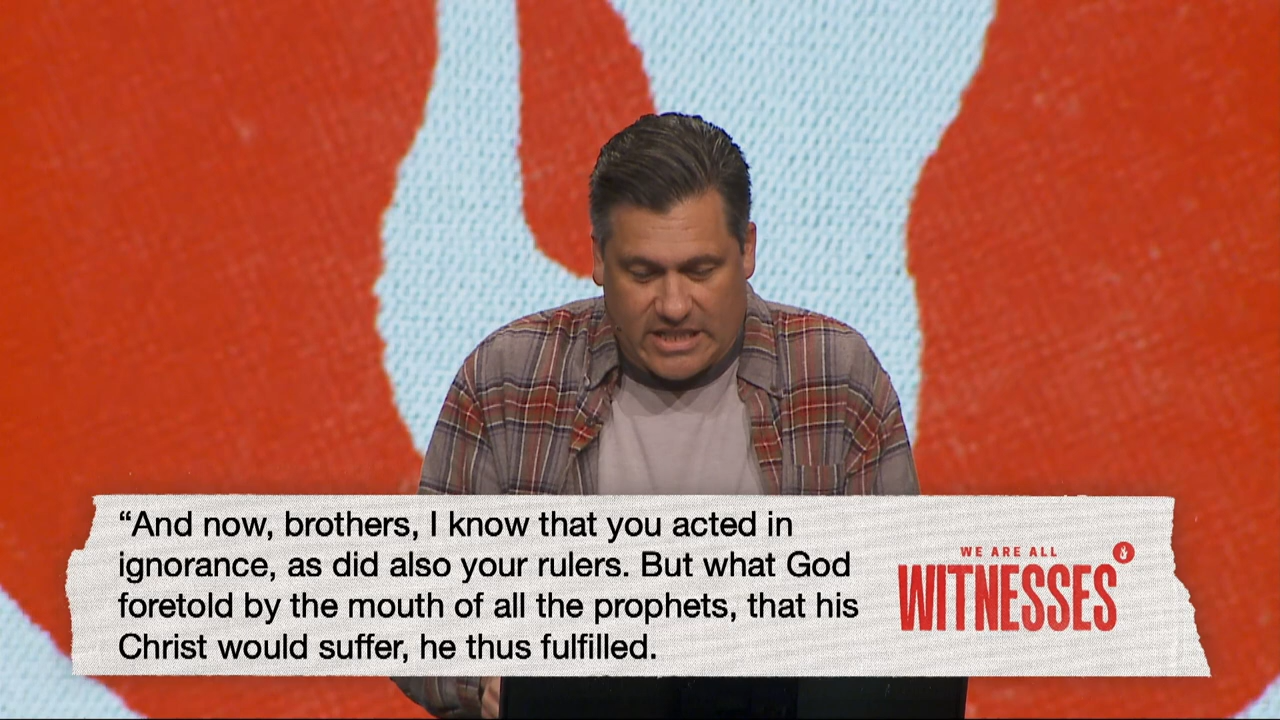 “And now, brothers, I know that you acted in
ignorance, as did also your rulers. But what God
foretold by the mouth of all the prophets, that his
Christ would suffer, he thus fulfilled.
WE ARE ALL
WITNESSES